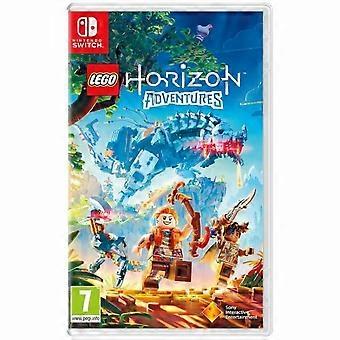 NINTENDO
SWITCH
LEGO
HORIZON
ADVENTURES
7
www.pegi.info
Sony
Interactive
Entertainment